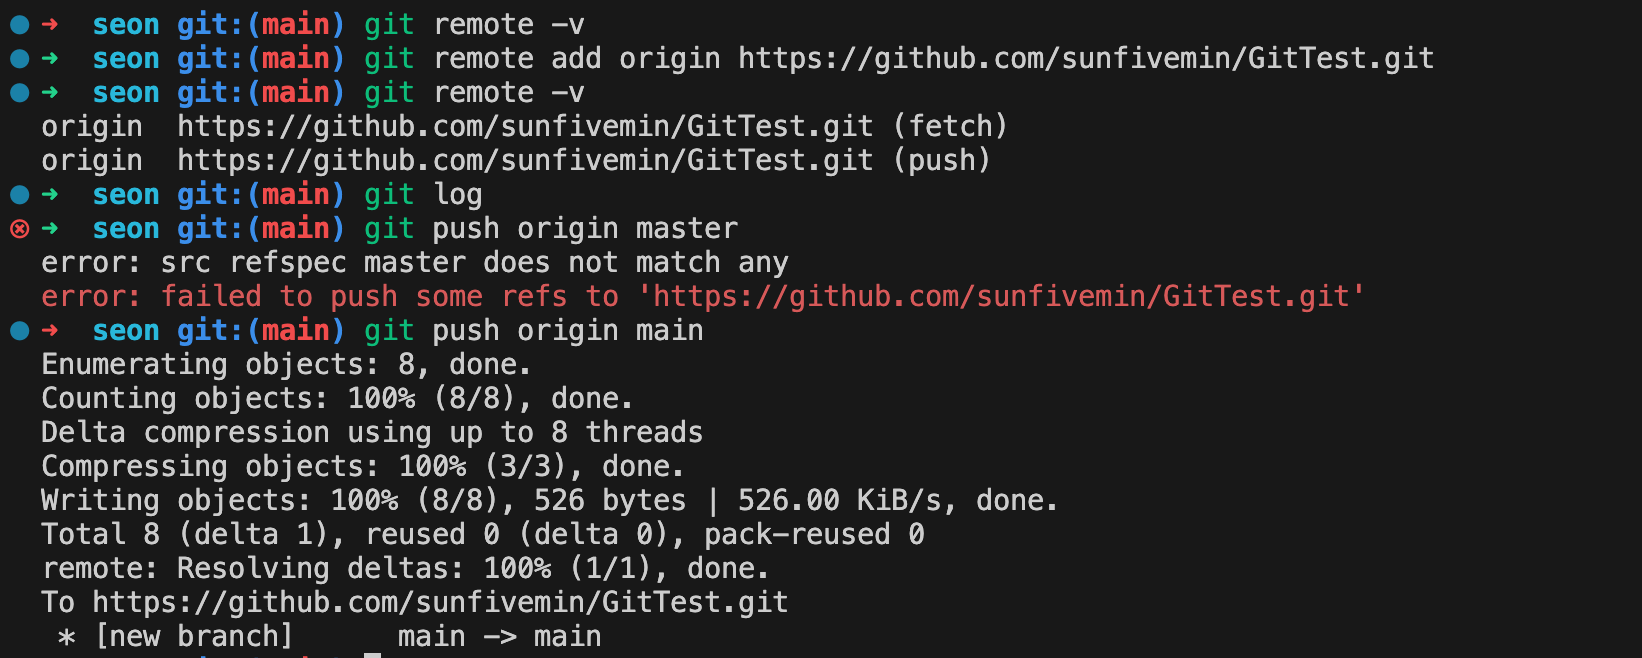 ➜  seon git:(main) git remote -v
➜  seon git:(main) git remote add origin https://github.com/sunfivemin/GitTest.git
➜  seon git:(main) git remote -v
origin  https://github.com/sunfivemin/GitTest.git (fetch)
origin  https://github.com/sunfivemin/GitTest.git (push)
➜  seon git:(main) git log
➜  seon git:(main) git push origin master
error: src refspec master does not match any
error: failed to push some refs to 'https://github.com/sunfivemin/GitTest.git'
➜  seon git:(main) git push origin main
Enumerating objects: 8, done.
Counting objects: 100% (8/8), done.
Delta compression using up to 8 threads
Compressing objects: 100% (3/3), done.
Writing objects: 100% (8/8), 526 bytes | 526.00 KiB/s, done.
Total 8 (delta 1), reused 0 (delta 0), pack-reused 0
remote: Resolving deltas: 100% (1/1), done.
To https://github.com/sunfivemin/GitTest.git
 * [new branch]      main -> main